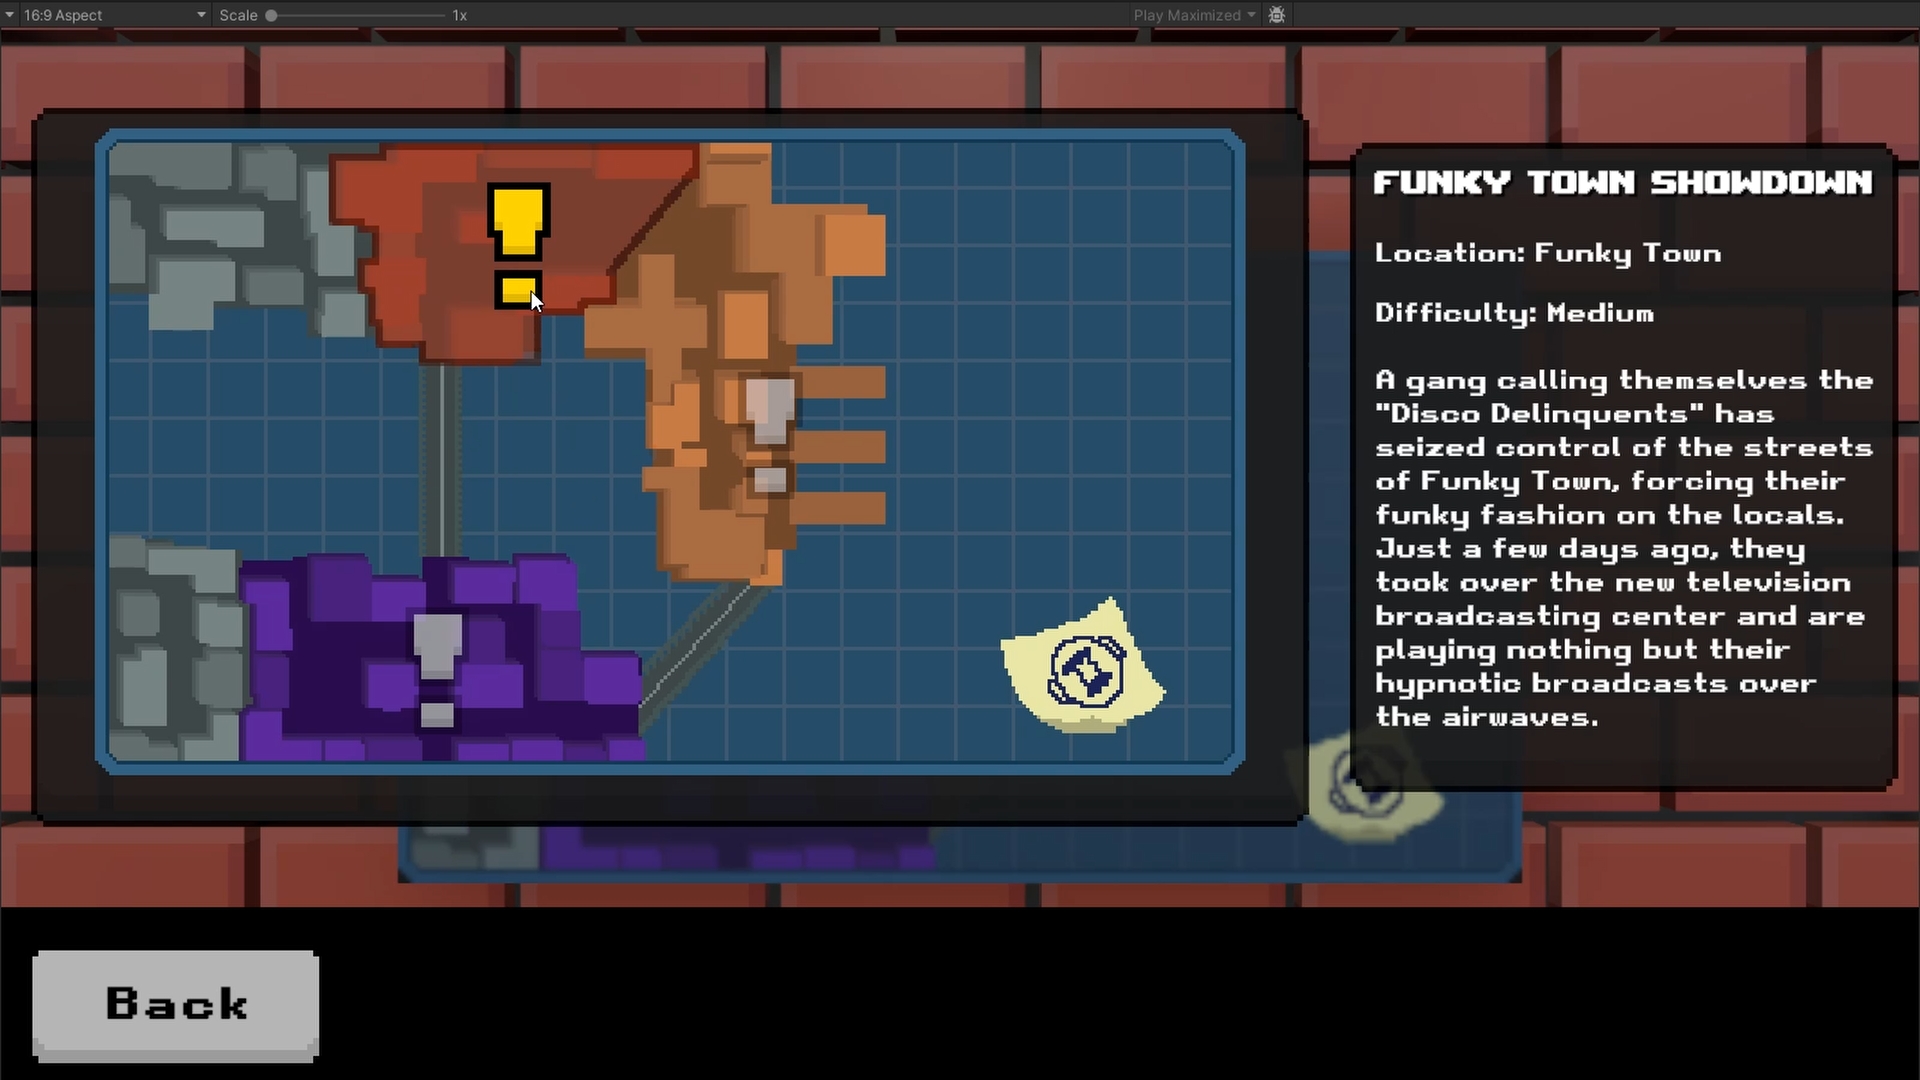 16:9 Aspect Scale 1x Play Maximized
FUNKY TOWN SHOWDOWN
Location: Funky Town
Difficulty: Medium
A gang calling themselves the
"Disco Delinquents" has
seized control of the streets
of Funky Town, forcing their
funky fashion on the locals.
Just a few days ago, they
took over the new television
broadcasting center and are
playing nothing but their
hypnotic broadcasts over
the airwaves.
Back